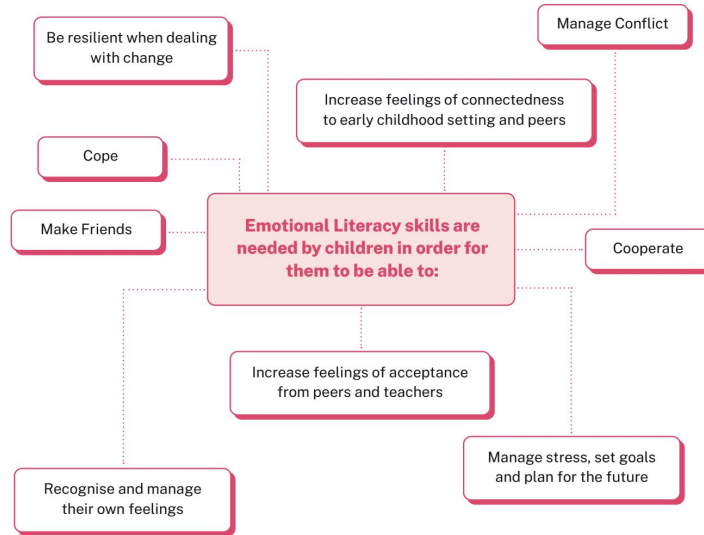 Be resilient when dealing
with change
Manage Conflict
Increase feelings of connectedness
to early childhood setting and peers
Cope
Make Friends
Emotional Literacy skills are
needed by children in order for
them to be able to:
Cooperate
Increase feelings of acceptance
from peers and teachers
Manage stress, set goals
and plan for the future
Recognise and manage
their own feelings